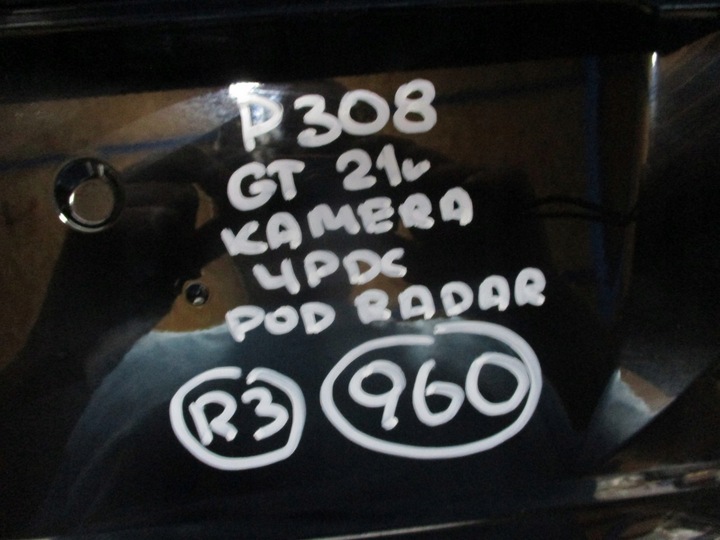 P308
GT 21r
KAMERA
4PDC
POD RADAR
R3 960